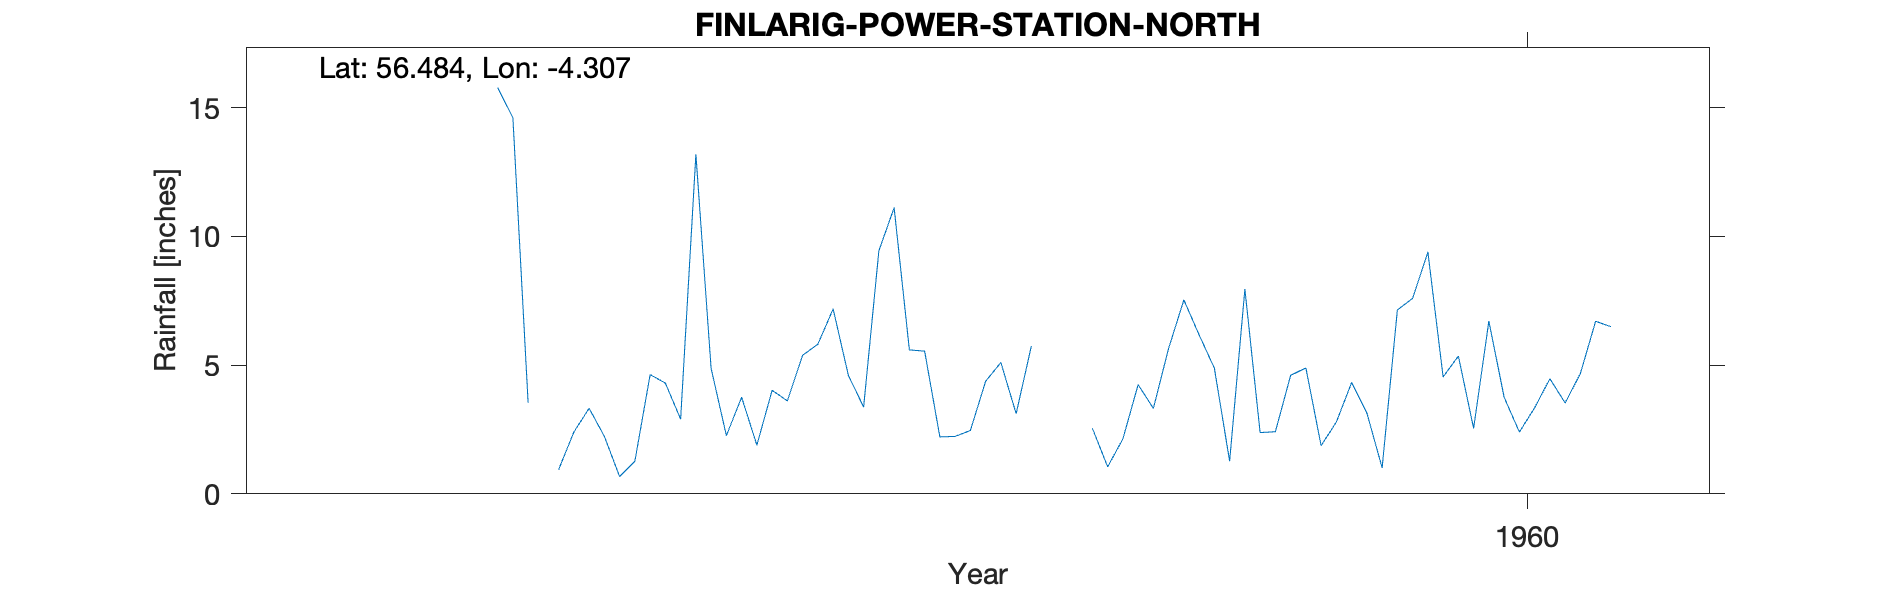 FINLARIG-POWER-STATION-NORTH
Lat: 56.484, Lon: -4.307
15
10
5
0
Rainfall [inches]
1960
Year